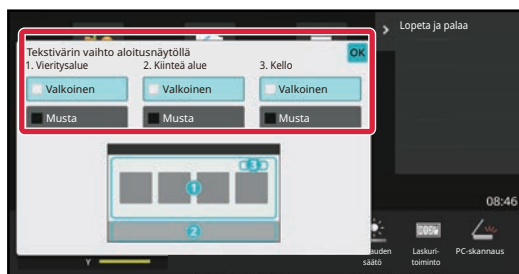 Lopeta ja palaa
Tekstivärin vaihto aloitusnäytöllä
OK
1. Vieritysalue 2. Kiinteä alue 3. Kello
Valkoinen Valkoinen Valkoinen
Musta Musta Musta
3
1
2
08:46
säätö
Laskuri-
toiminto
PC-skannaus
Y